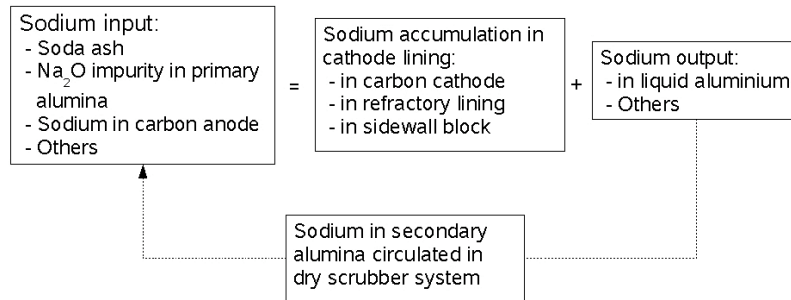 Sodium input:
- Soda ash
- Na₂O impurity in primary
alumina
- Sodium in carbon anode
- Others
=
Sodium accumulation in
cathode lining:
- in carbon cathode
- in refractory lining
- in sidewall block
+
Sodium output:
- in liquid aluminium
- Others
Sodium in secondary
alumina circulated in
dry scrubber system